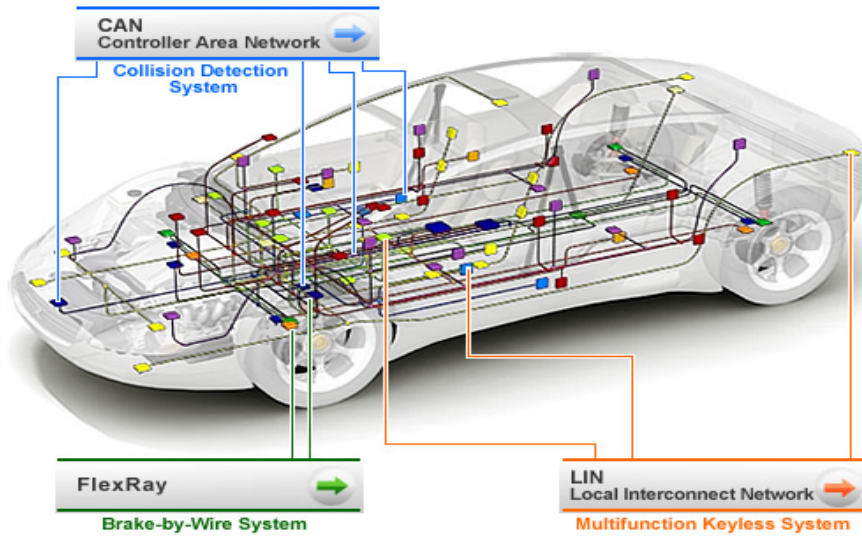 CAN
Controller Area Network
Collision Detection
System
FlexRay
Brake-by-Wire System
LIN
Local Interconnect Network
Multifunction Keyless System